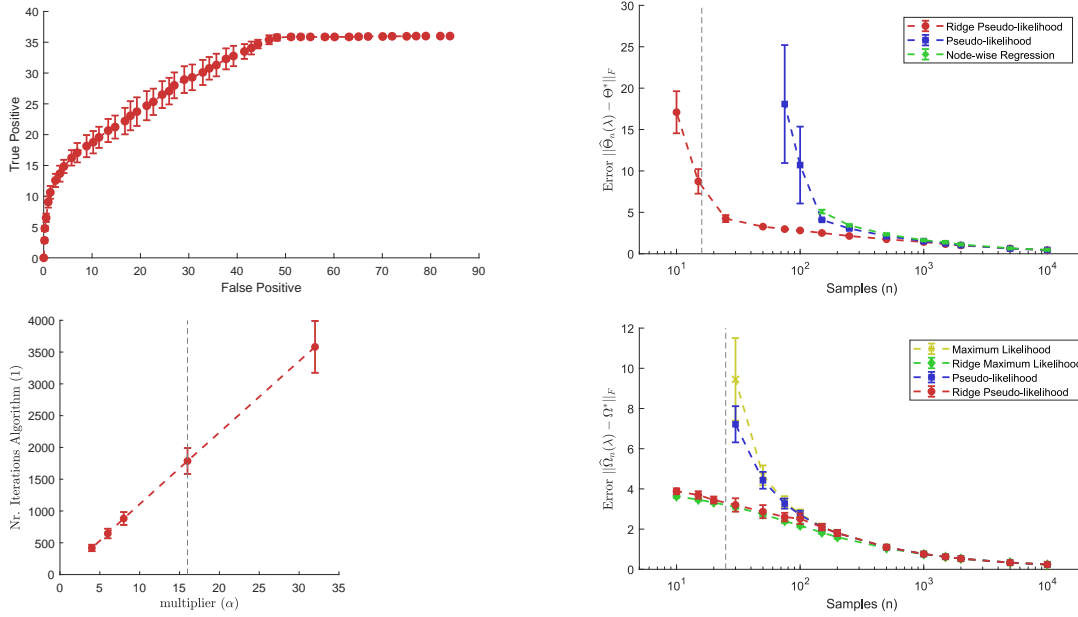 True Positive
40
35
30
25
20
15
10
5
0
0 10 20 30 40 50 60 70 80 90
False Positive
Error ||Θ̂ₙ(λ) − Θ*||_F
30
25
20
15
10
5
0
10¹ 10² 10³ 10⁴
Samples (n)
Ridge Pseudo-likelihood
Pseudo-likelihood
Node-wise Regression
Nr. Iterations Algorithm (1)
4000
3500
3000
2500
2000
1500
1000
500
0
0 5 10 15 20 25 30 35
multiplier (α)
Error ||Ω̂ₙ(λ) − Ω*||_F
12
10
8
6
4
2
0
10¹ 10² 10³ 10⁴
Samples (n)
Maximum Likelihood
Ridge Maximum Likelihood
Pseudo-likelihood
Ridge Pseudo-likelihood